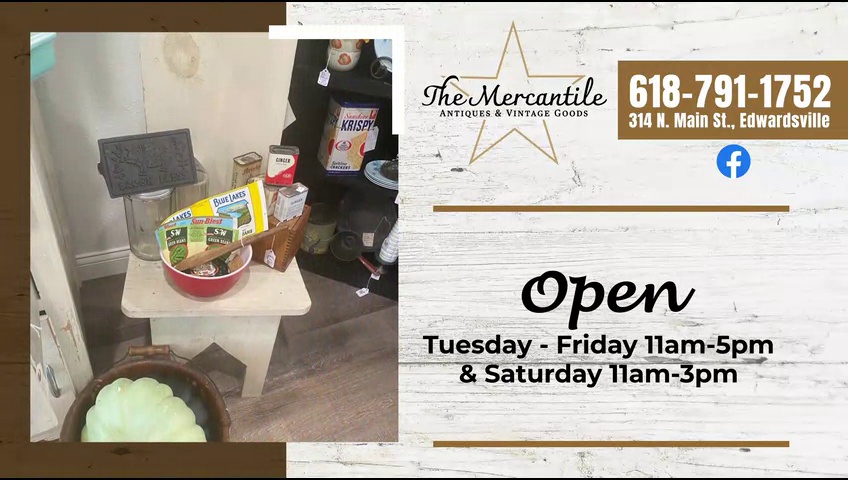 The Mercantile
ANTIQUES & VINTAGE GOODS
618-791-1752
314 N. Main St., Edwardsville
Open
Tuesday - Friday 11am-5pm
& Saturday 11am-3pm
KRISPY
CRACKERS
GINGER
BLUE LAKES
Sun-Blest
S&W S&W